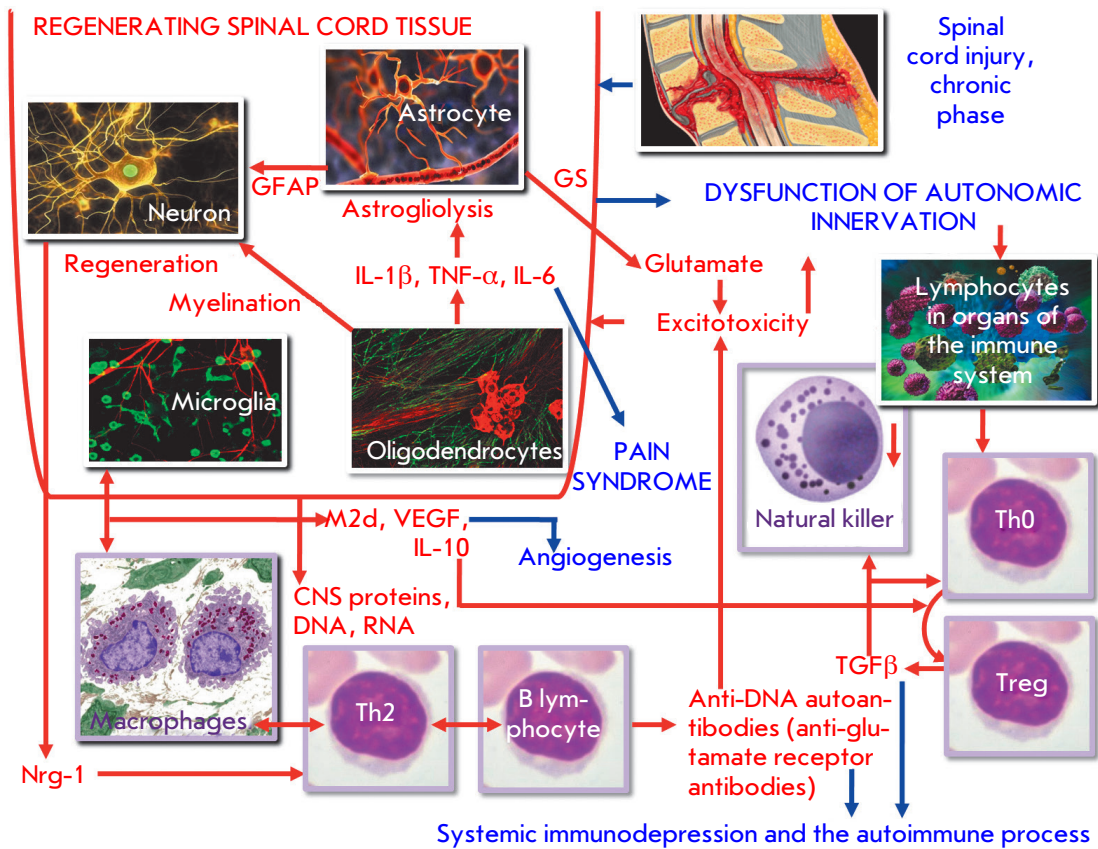 REGENERATING SPINAL CORD TISSUE
Spinal
cord injury,
chronic
phase
Astrocyte
Neuron
GFAP
GS
Astrogliolysis
DYSFUNCTION OF AUTONOMIC
INNERVATION
Regeneration
IL-1β, TNF-α, IL-6
Glutamate
Myelination
Excitotoxicity
Lymphocytes
in organs of
the immune
system
Microglia
Oligodendrocytes
PAIN
SYNDROME
Natural killer
Th0
M2d, VEGF,
IL-10
Angiogenesis
CNS proteins,
DNA, RNA
Macrophages
Th2
B lym-
phocyte
TGFβ
Treg
Anti-DNA autoan-
tibodies (anti-glu-
tamate receptor
antibodies)
Nrg-1
Systemic immunodepression and the autoimmune process